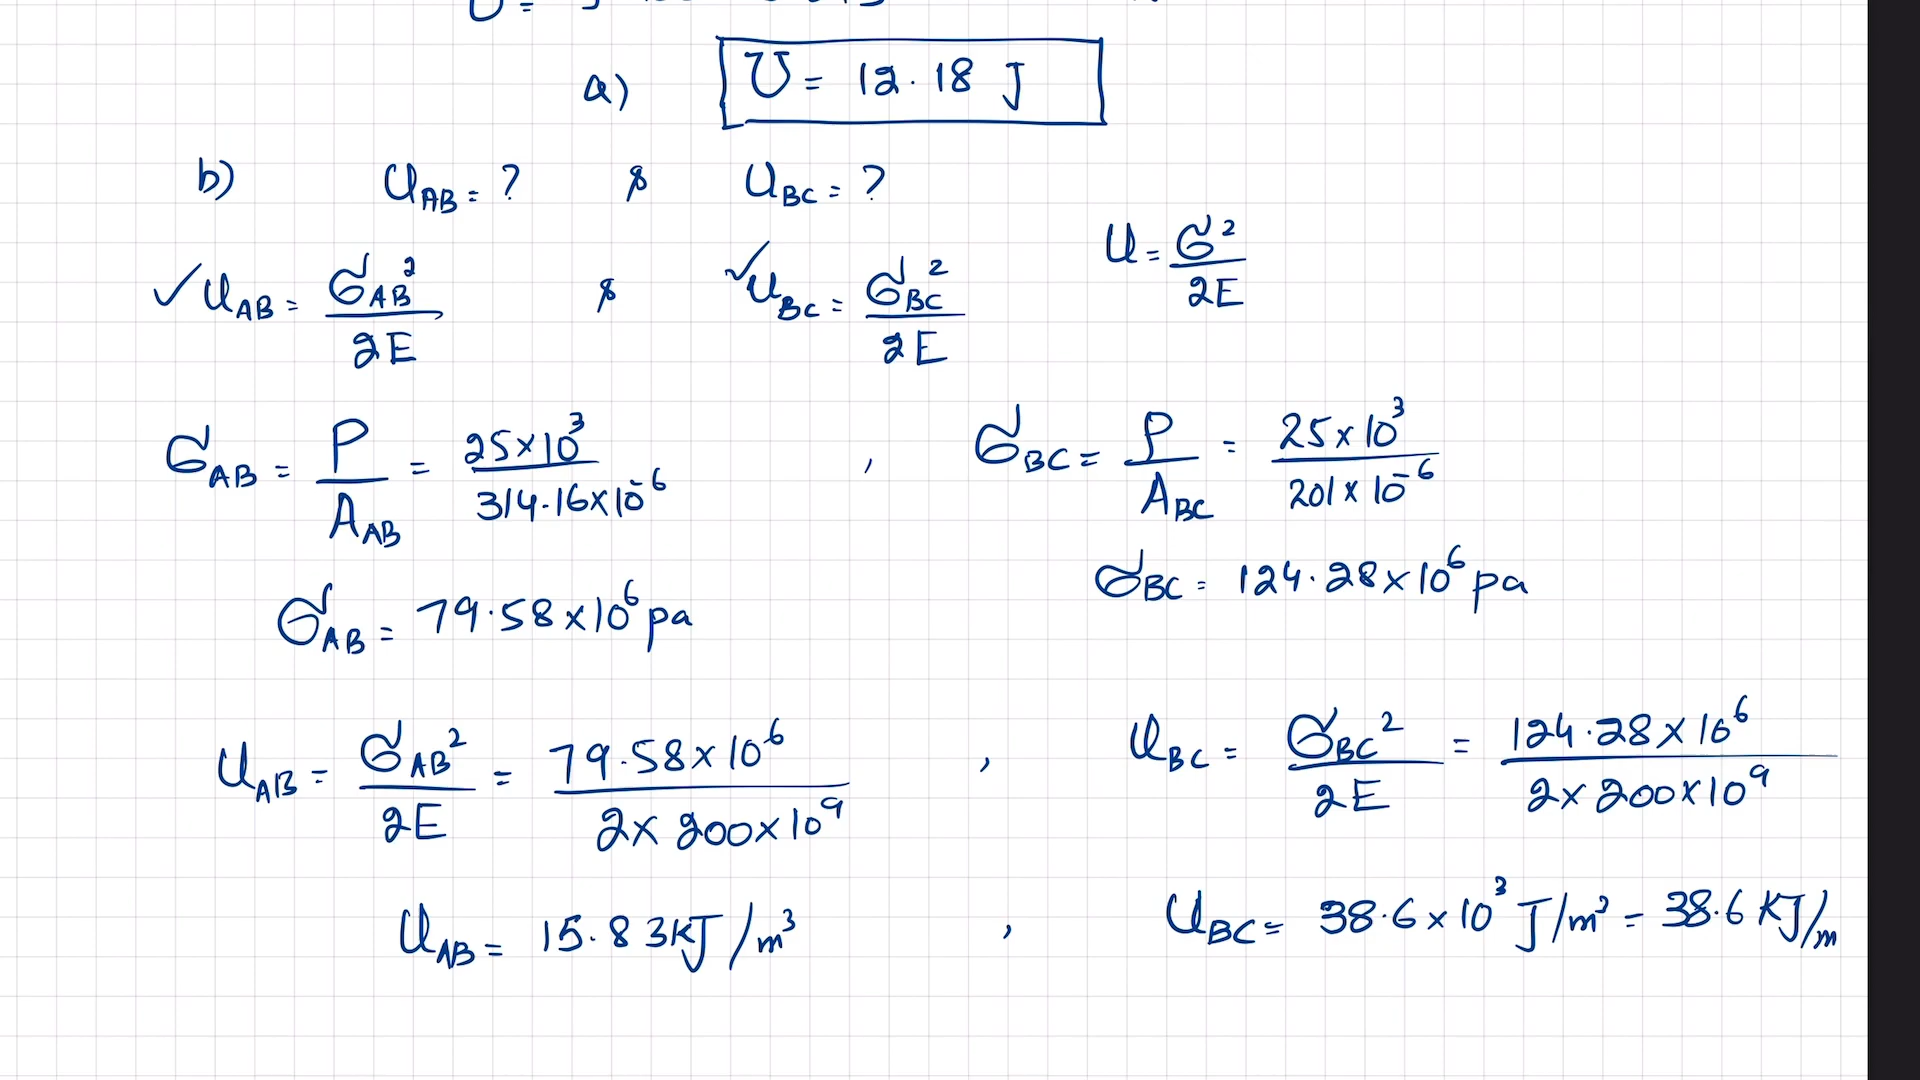 a) U = 12.18 J
b) U_AB = ? & U_BC = ?
U = σ²/2E
✓ U_AB = σ_AB²/2E & ✓ U_BC = σ_BC²/2E
σ_AB = P/A_AB = 25×10³/314.16×10⁻⁶ , σ_BC = P/A_BC = 25×10³/201×10⁻⁶
σ_BC = 124.28×10⁶ pa
σ_AB = 79.58×10⁶ pa
U_AB = σ_AB²/2E = 79.58×10⁶/2×200×10⁹ , U_BC = σ_BC²/2E = 124.28×10⁶/2×200×10⁹
U_AB = 15.83 KJ/m³ , U_BC = 38.6×10³ J/m³ = 38.6 KJ/m